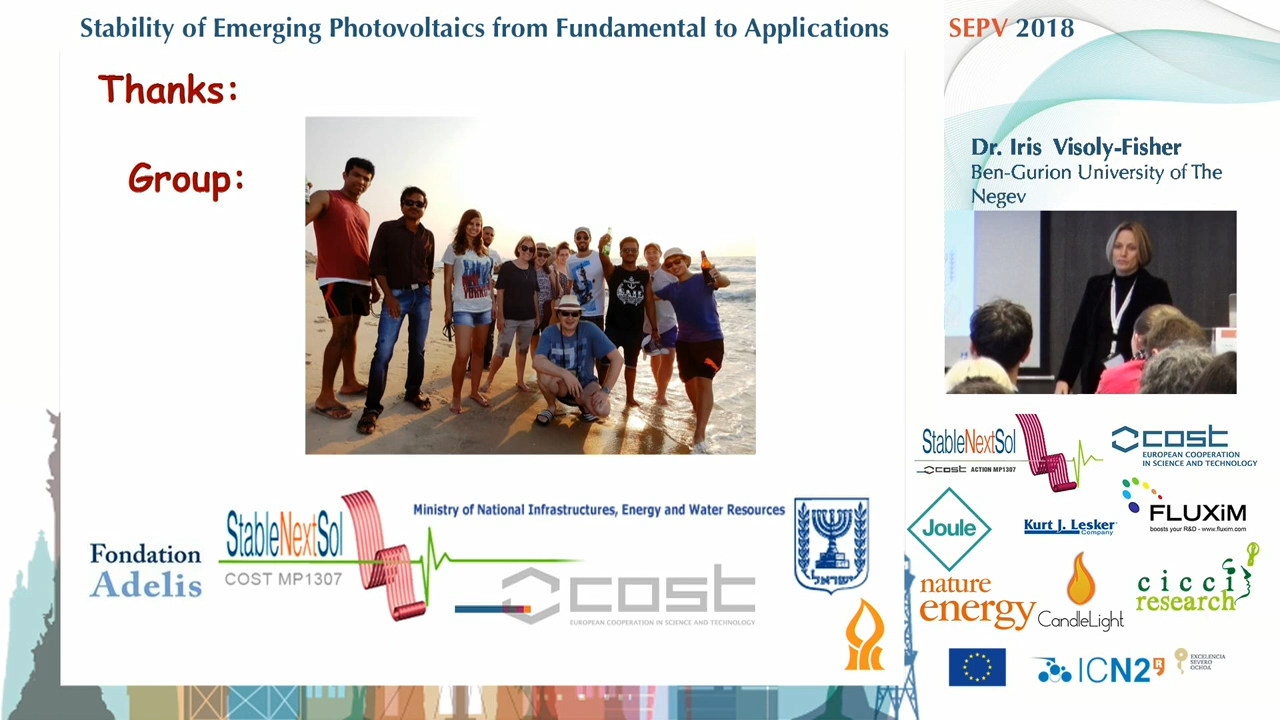 Stability of Emerging Photovoltaics from Fundamental to Applications
SEPV 2018
Thanks:
Group:
Dr. Iris Visoly-Fisher
Ben-Gurion University of The
Negev
Fondation
Adelis
StableNextSol
COST MP1307
Ministry of National Infrastructures, Energy and Water Resources
cost
EUROPEAN COOPERATION IN SCIENCE AND TECHNOLOGY
ישראל
StableNextSol
cost ACTION MP1307
cost
EUROPEAN COOPERATION
IN SCIENCE AND TECHNOLOGY
Joule
Kurt J. Lesker
Company
FLUXiM
boosts your R&D - www.fluxim.com
nature
energy
CandleLight
cicci
research
ICN2
EXCELENCIA
SEVERO
OCHOA